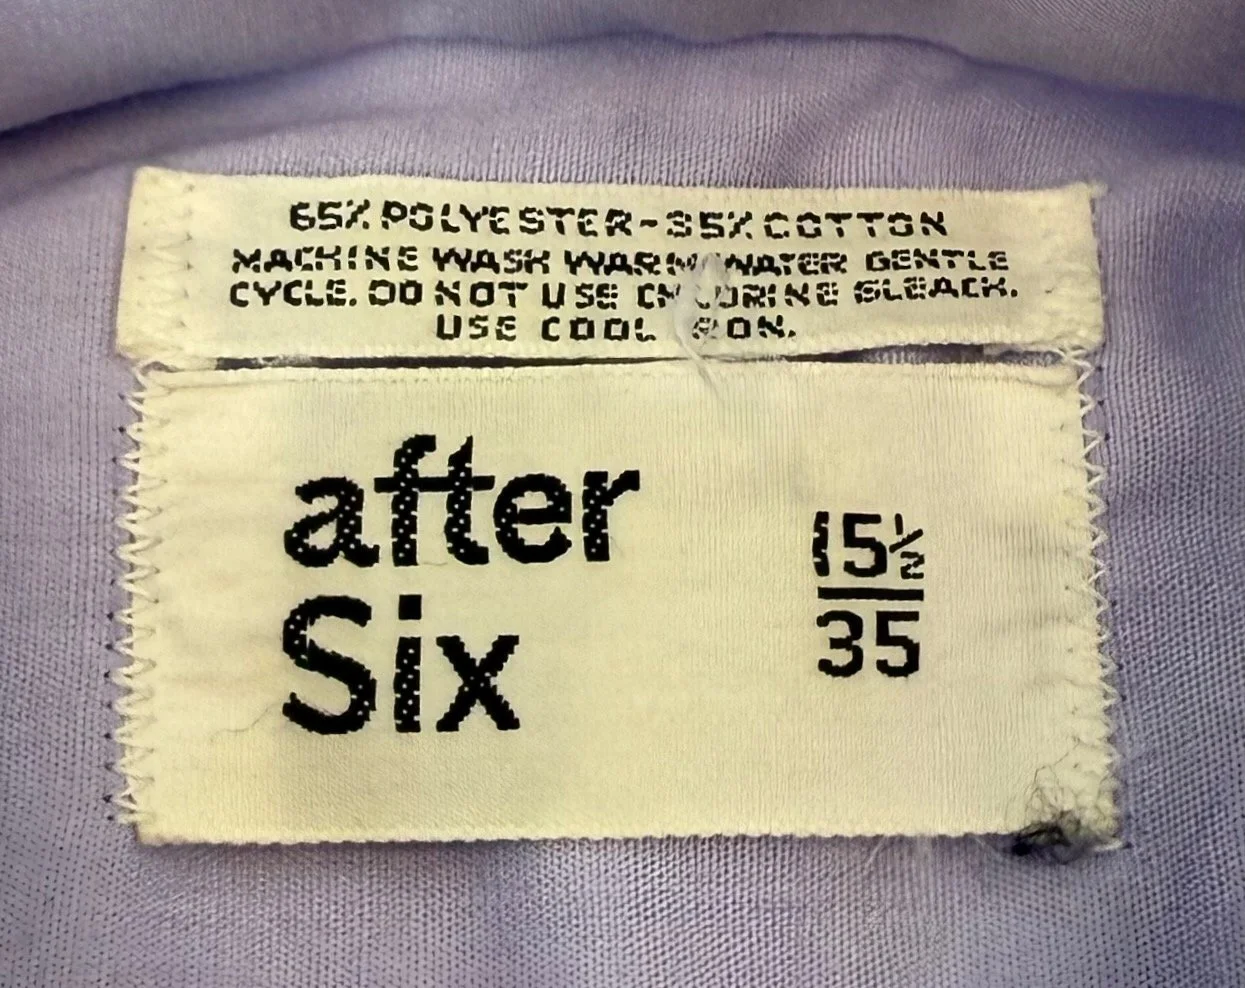 65% POLYESTER-35% COTTON
MACHINE WASH WARM WATER GENTLE
CYCLE. DO NOT USE CHLORINE BLEACH.
USE COOL IRON.
after
Six
15½
35